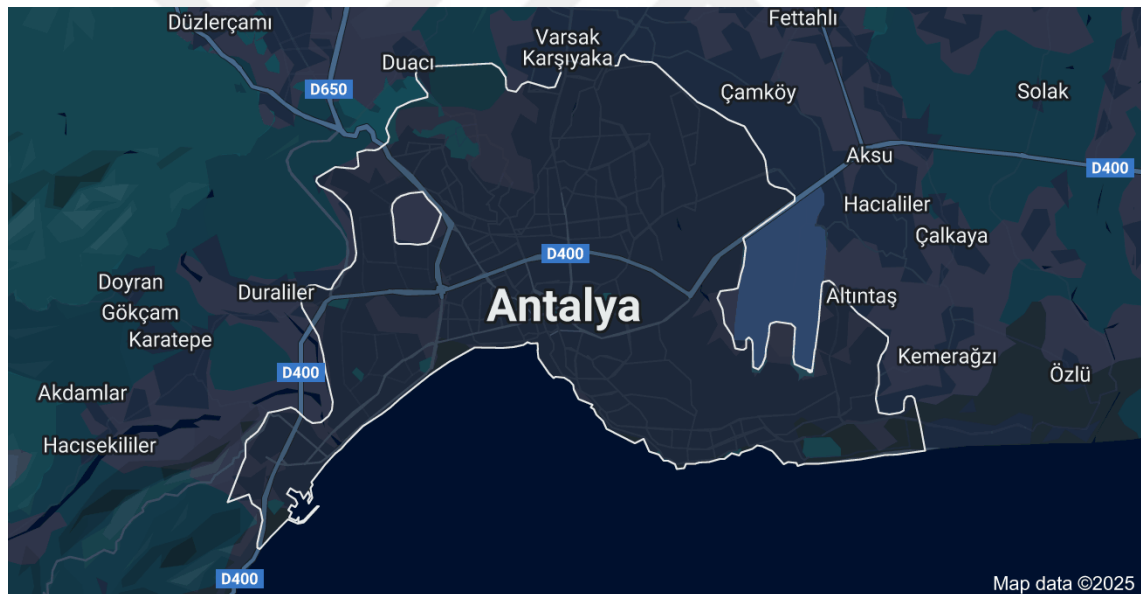 Düzlerçamı
Fettahlı
Varsak
Karşıyaka
Duacı
D650
Çamköy
Solak
Aksu
D400
Hacıaliler
Çalkaya
D400
Doyran
Duraliler
Antalya
Altıntaş
Gökçam
Karatepe
Kemerağzı
D400
Özlü
Akdamlar
Hacısekililer
D400
Map data ©2025